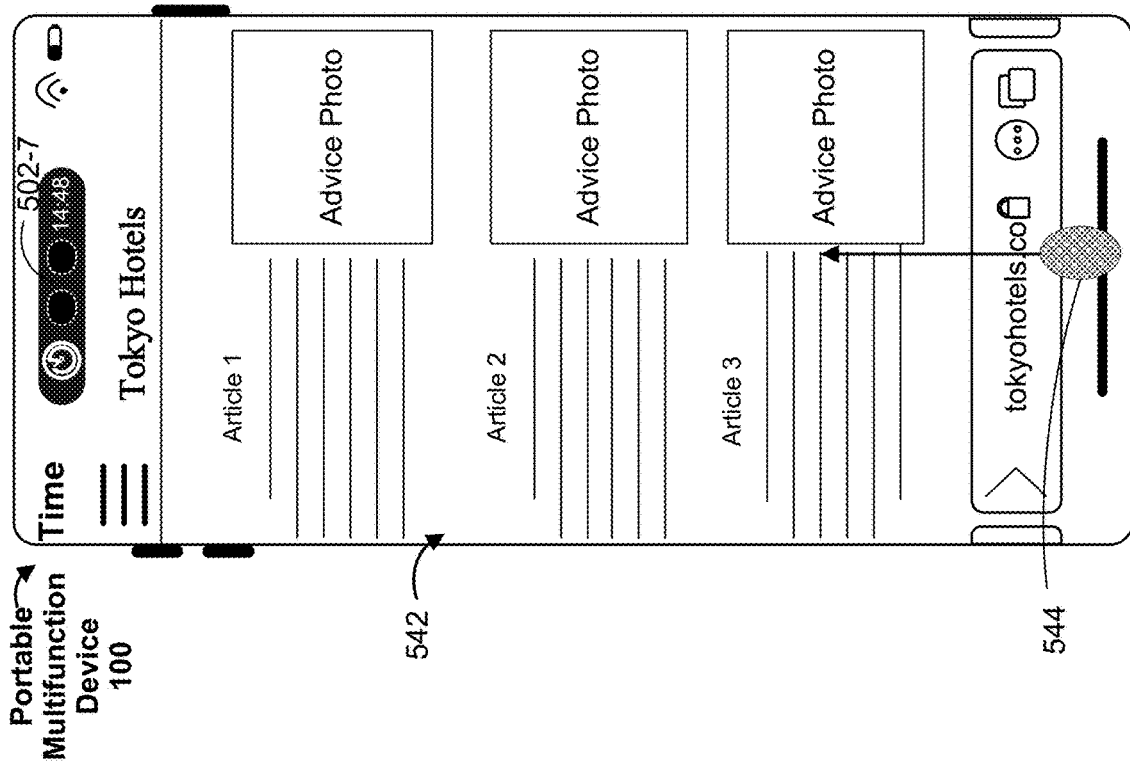 Portable
Multifunction
Device
100
502-7
Time
14:48
Tokyo Hotels
Article 1
Advice Photo
542
Article 2
Advice Photo
Article 3
Advice Photo
tokyohotels.co
544